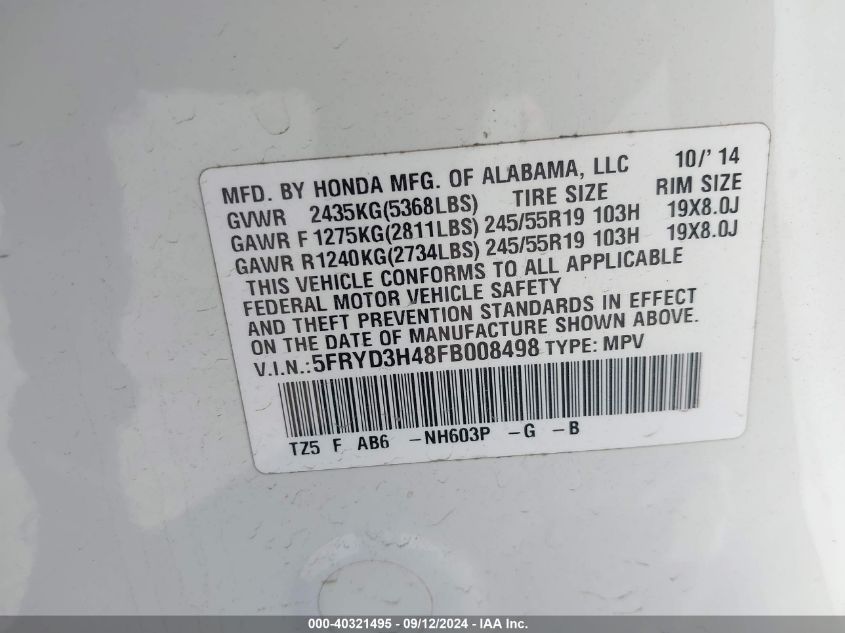 MFD. BY HONDA MFG. OF ALABAMA, LLC 10/' 14
GVWR 2435KG(5368LBS) TIRE SIZE RIM SIZE
GAWR F 1275KG(2811LBS) 245/55R19 103H 19X8.0J
GAWR R1240KG(2734LBS) 245/55R19 103H 19X8.0J
THIS VEHICLE CONFORMS TO ALL APPLICABLE
FEDERAL MOTOR VEHICLE SAFETY
AND THEFT PREVENTION STANDARDS IN EFFECT
ON THE DATE OF MANUFACTURE SHOWN ABOVE.
V.I.N.:5FRYD3H48FB008498 TYPE: MPV
TZ5 F AB6 -NH603P -G -B
000-40321495 - 09/12/2024 - IAA Inc.